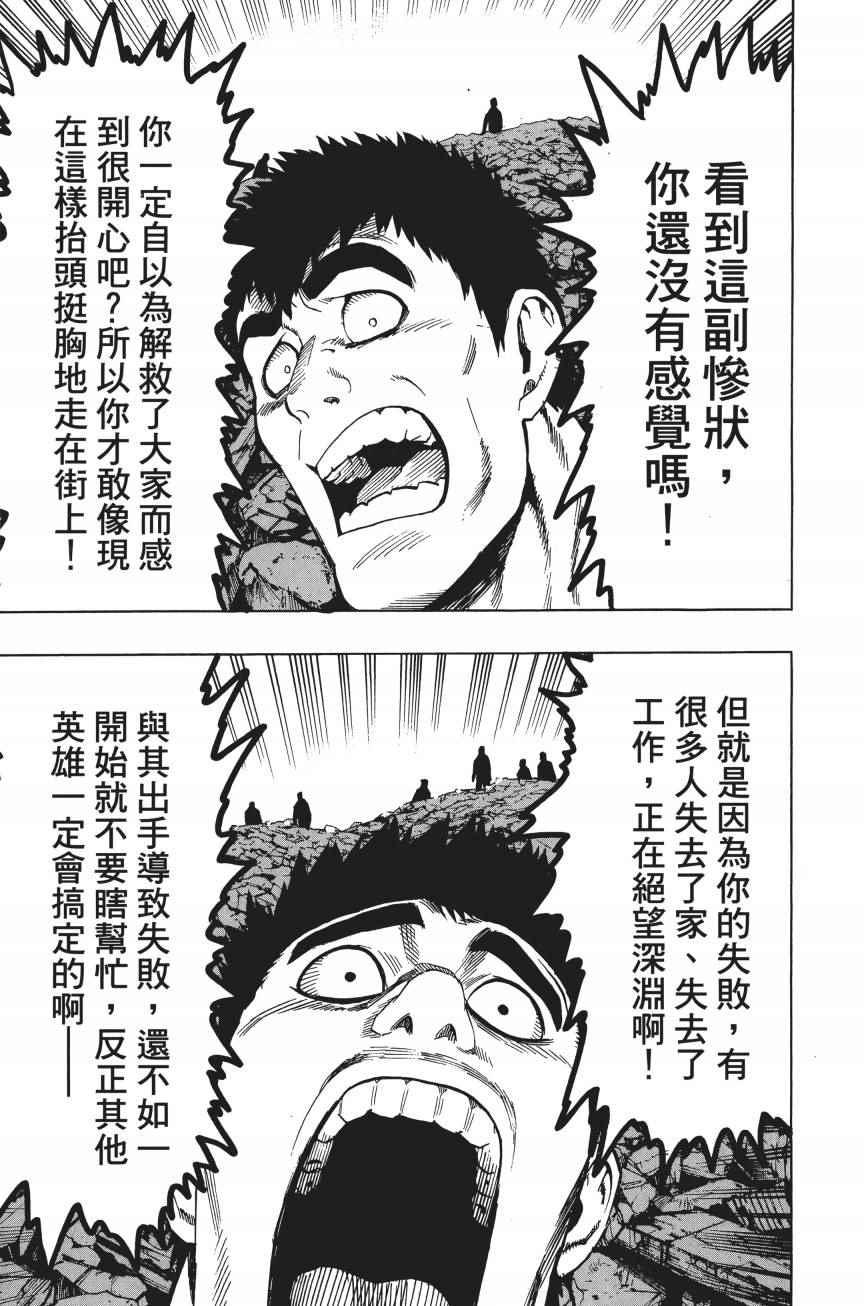 看到這副慘狀，
你還沒有感覺嗎！
你一定自以為解救了大家而感
到很開心吧？所以你才敢像現
在這樣抬頭挺胸地走在街上！
但就是因為你的失敗，有
很多人失去了家、失去了
工作，正在絕望深淵啊！
與其出手導致失敗，還不如一
開始就不要瞎幫忙，反正其他
英雄一定會搞定的啊——